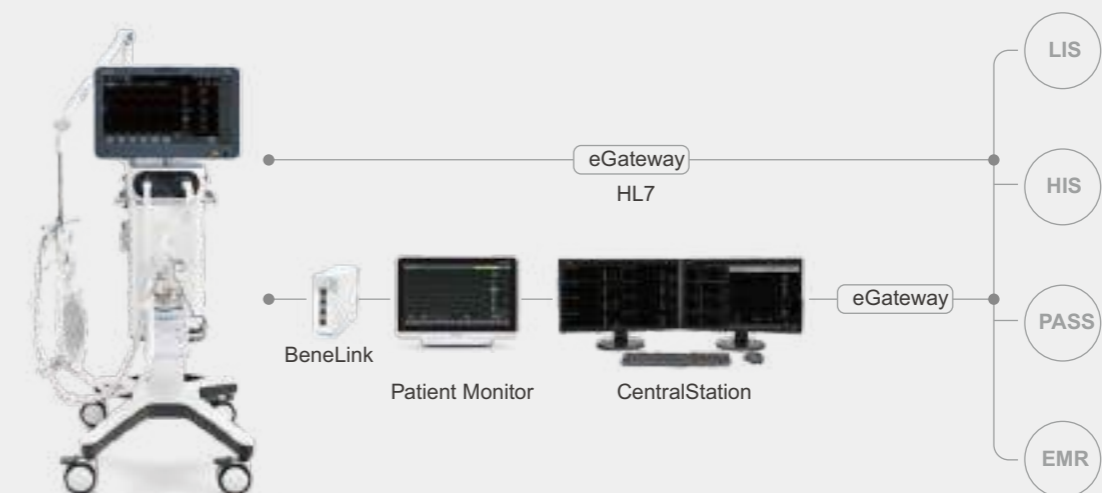 LIS
eGateway
HL7
HIS
eGateway
BeneLink
PASS
Patient Monitor
CentralStation
EMR